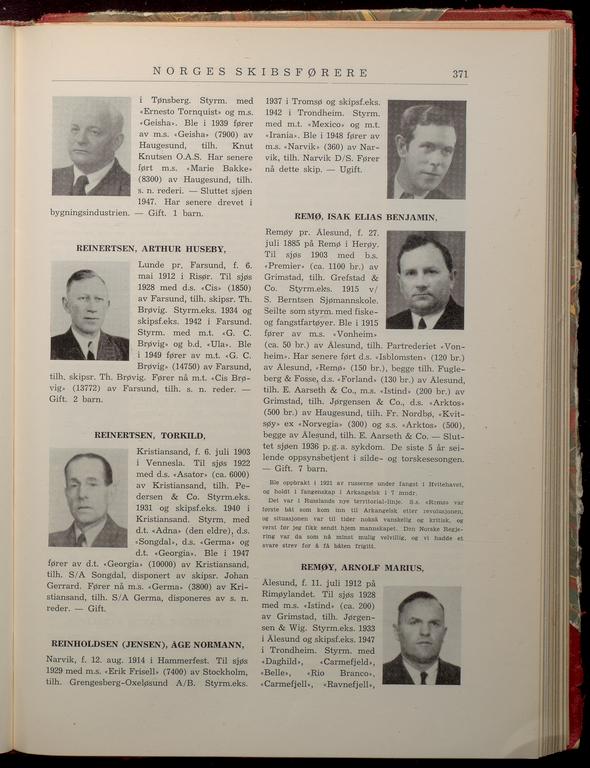 NORGES SKIBSFØRERE
371
i Tønsberg. Styrm. med
«Ernesto Tornquist» og m.s.
«Geisha». Ble i 1939 fører
av m.s. «Geisha» (7900) av
Haugesund, tilh. Knut
Knutsen O.A.S. Har senere
ført m.s. «Marie Bakke»
(8300) av Haugesund, tilh.
s. n. rederi. — Sluttet sjøen
1947. Har senere drevet i
bygningsindustrien. — Gift. 1 barn.
REINERTSEN, ARTHUR HUSEBY,
Lunde pr. Farsund, f. 6.
mai 1912 i Risør. Til sjøs
1928 med d.s. «Cis» (1850)
av Farsund, tilh. skipsr. Th.
Brøvig. Styrm.eks. 1934 og
skipsf.eks. 1942 i Farsund.
Styrm. med m.t. «G. C.
Brøvig» og b.d. «Ula». Ble
i 1949 fører av m.t. «G. C.
Brøvig» (14750) av Farsund,
tilh. skipsr. Th. Brøvig. Fører nå m.t. «Cis Brø-
vig» (13772) av Farsund, tilh. s. n. reder. —
Gift. 2 barn.
REINERTSEN, TORKILD,
Kristiansand, f. 6. juli 1903
i Vennesla. Til sjøs 1922
med d.s. «Asator» (ca. 6000)
av Kristiansand, tilh. Pe-
dersen & Co. Styrm.eks.
1931 og skipsf.eks. 1940 i
Kristiansand. Styrm. med
d.t. «Adna» (den eldre), d.s.
«Songdal», d.s. «Germa» og
d.t. «Georgia». Ble i 1947
fører av d.t. «Georgia» (10000) av Kristiansand,
tilh. S/A Songdal, disponert av skipsr. Johan
Gerrard. Fører nå m.s. «Germa» (3800) av Kri-
stiansand, tilh. S/A Germa, disponeres av s. n.
reder. — Gift.
REINHOLDSEN (JENSEN), ÅGE NORMANN,
Narvik, f. 12. aug. 1914 i Hammerfest. Til sjøs
1929 med m.s. «Erik Frisell» (7400) av Stockholm,
tilh. Grengesberg-Oxeløsund A/B. Styrm.eks.
1937 i Tromsø og skipsf.eks.
1942 i Trondheim. Styrm.
med m.t. «Mexico» og m.t.
«Irania». Ble i 1948 fører av
m.s. «Narvik» (360) av Nar-
vik, tilh. Narvik D/S. Fører
nå dette skip. — Ugift.
REMØ, ISAK ELIAS BENJAMIN,
Remøy pr. Ålesund, f. 27.
juli 1885 på Remø i Herøy.
Til sjøs 1903 med b.s.
«Premier» (ca. 1100 br.) av
Grimstad, tilh. Grefstad &
Co. Styrm.eks. 1915 v/
S. Berntsen Sjømannskole.
Seilte som styrm. med fiske-
og fangstfartøyer. Ble i 1915
fører av m.s. «Vonheim»
(ca. 50 br.) av Ålesund, tilh. Partrederiet «Von-
heim». Har senere ført d.s. «Isblomsten» (120 br.)
av Ålesund, «Remø» (150 br.), begge tilh. Fugle-
berg & Fosse, d.s. «Forland» (130 br.) av Ålesund,
tilh. E. Aarseth & Co., m.s. «Istind» (200 br.) av
Grimstad, tilh. Jørgensen & Co., d.s. «Arktos»
(500 br.) av Haugesund, tilh. Fr. Nordbø, «Kvit-
søy» ex «Norvegia» (300) og s.s. «Arktos» (500),
begge av Ålesund, tilh. E. Aarseth & Co. — Slut-
tet sjøen 1936 p. g. a. sykdom. De siste 5 år sei-
lende oppsynsbetjent i silde- og torskesesongen.
— Gift. 7 barn.
Ble oppbrakt i 1921 av russerne under fangst i Hvitehavet,
og holdt i fangenskap i Arkangelsk i 7 mndr.
Det var i Russlands nye territorial-linje. S.s. «Remø» var
første båt som kom inn til Arkangelsk etter revolusjonen,
og situasjonen var til tider nokså vanskelig og kritisk, og
verst før jeg fikk sendt hjem mannskapet. Den Norske Regje-
ring var da som nå minst mulig velvillig, og vi hadde et
svare strev for å få båten frigitt.
REMØY, ARNOLF MARIUS,
Ålesund, f. 11. juli 1912 på
Rimøylandet. Til sjøs 1928
med m.s. «Istind» (ca. 200)
av Grimstad, tilh. Jørgen-
sen & Wig. Styrm.eks. 1933
i Ålesund og skipsf.eks. 1947
i Trondheim. Styrm. med
«Daghild», «Carmefjeld»,
«Belle», «Rio Branco»,
«Carmefjell», «Ravnefjell»,